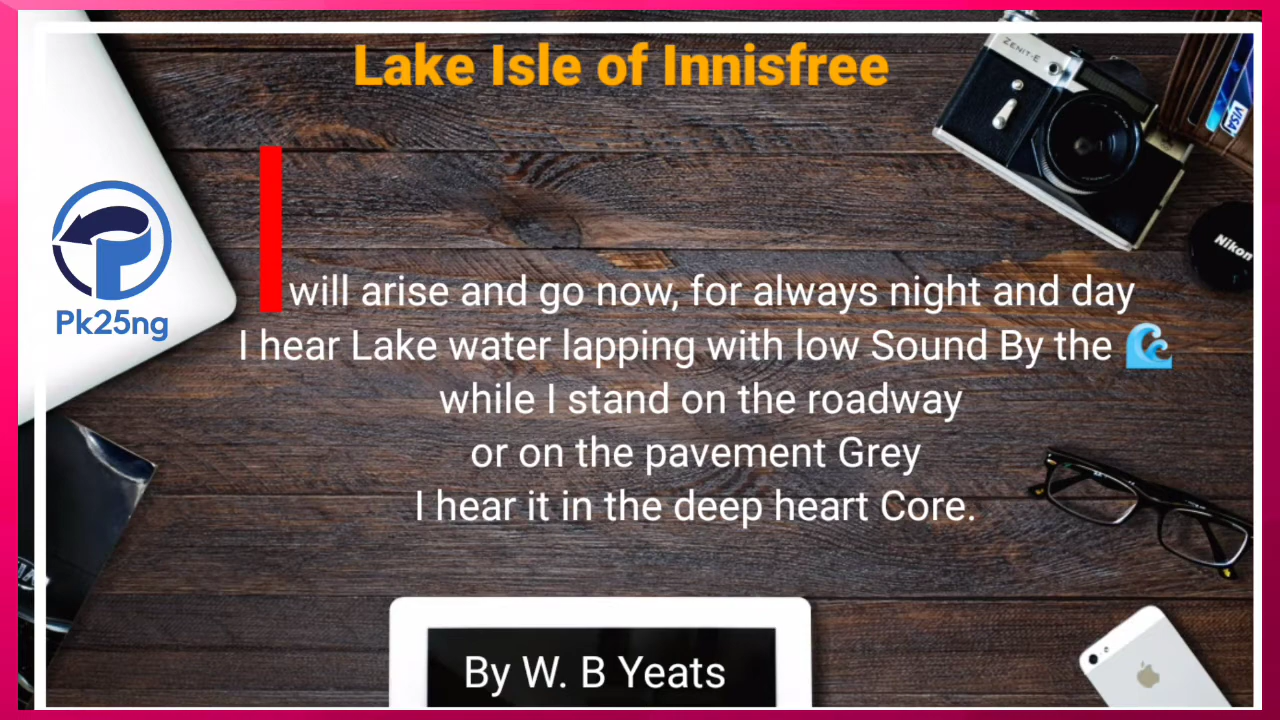 Lake Isle of Innisfree
ZENIT-E
VISA
Nikon
Pk25ng
I will arise and go now, for always night and day
I hear Lake water lapping with low Sound By the 🌊
while I stand on the roadway
or on the pavement Grey
I hear it in the deep heart Core.
By W. B Yeats